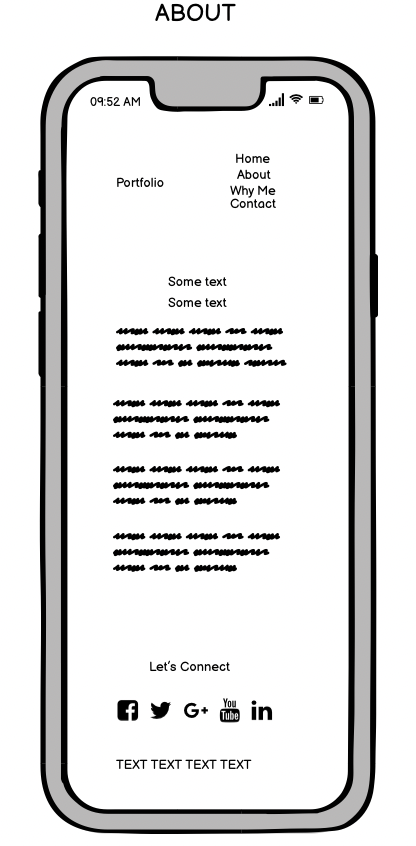 ABOUT
09:52 AM
Home
About
Portfolio
Why Me
Contact
Some text
Some text
Let's Connect
You
Tube
TEXT TEXT TEXT TEXT